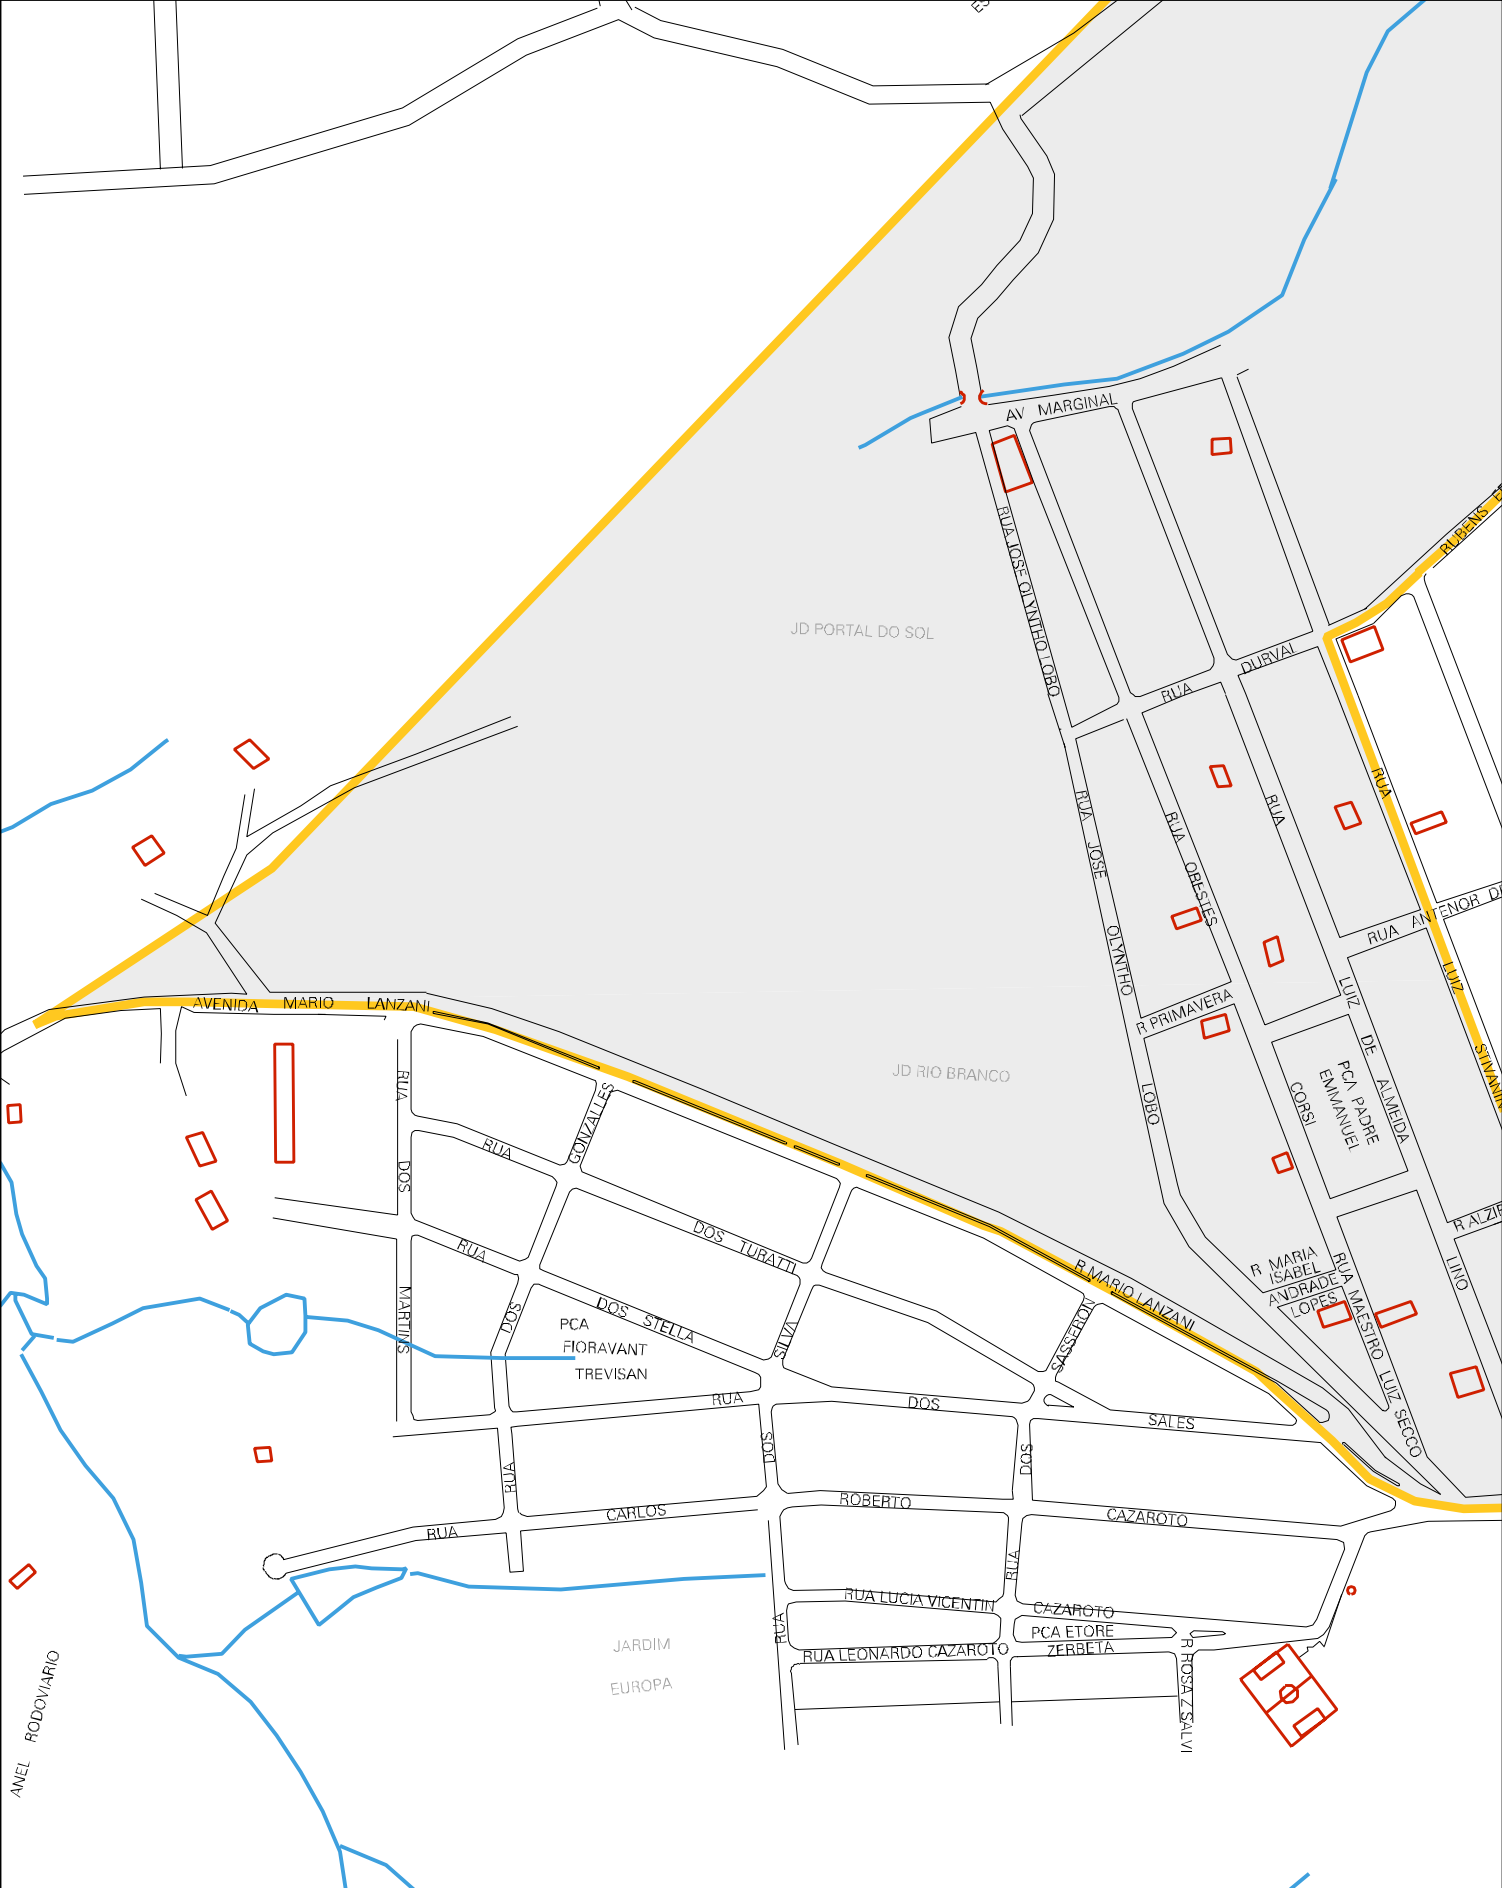 AV MARGINAL
RUBENS
RUA JOSE OLYNTHO LOBO
JD PORTAL DO SOL
RUA DURVAL
RUA
RUA JOSE OLYNTHO LOBO
RUA ORESTES CORSI
RUA LUIZ DE ALMEIDA LINO
RUA LUIZ STIVANIN
RUA ANTENOR
R PRIMAVERA
AVENIDA MARIO LANZANI
JD RIO BRANCO
PCA PADRE
EMMANUEL
RUA DOS MARTINS
GONZALLES
RUA DOS TURATTI
RUA DOS STELLA
R ALZIR
R MARIA
ISABEL
ANDRADE
LOPES
RUA MAESTRO LUIZ SECCO
R MARIO LANZANI
PCA
FIORAVANT
TREVISAN
RUA DOS
SILVA DOS RUA
SASSERON DOS RUA
RUA DOS SALES
RUA CARLOS ROBERTO CAZAROTO
RUA LUCIA VICENTIN CAZAROTO
PCA ETORE
ZERBETA
RUA LEONARDO CAZAROTO
R ROSA Z SALVI
JARDIM
EUROPA
ANEL RODOVIARIO